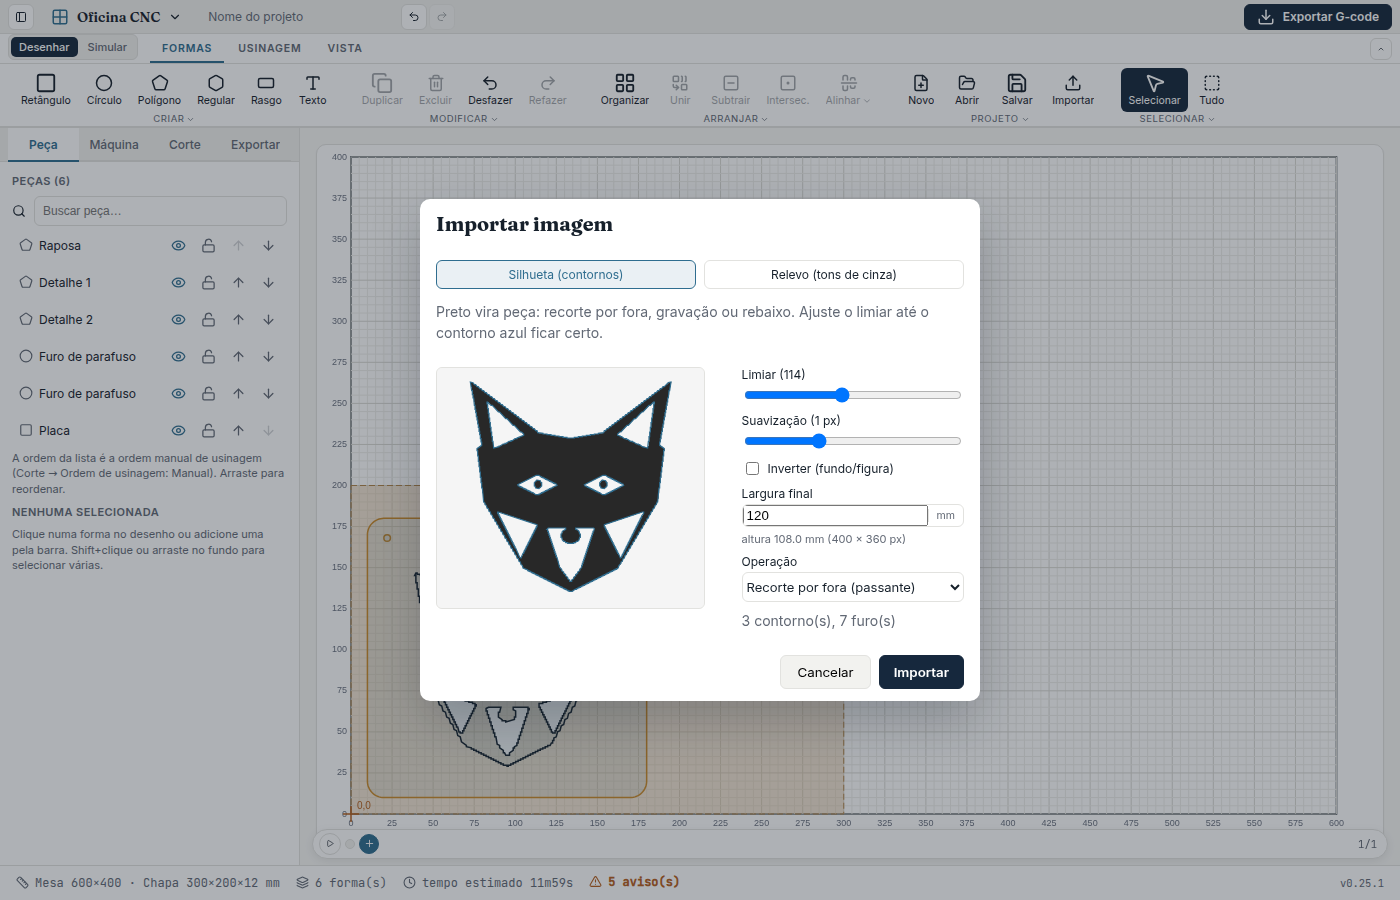 Oficina CNC
Nome do projeto
Exportar G-code
Desenhar
Simular
FORMAS
USINAGEM
VISTA
Retângulo
Círculo
Polígono
Regular
Rasgo
Texto
Duplicar
Excluir
Desfazer
Refazer
Organizar
Unir
Subtrair
Intersec.
Alinhar
Novo
Abrir
Salvar
Importar
Selecionar
Tudo
CRIAR
MODIFICAR
ARRANJAR
PROJETO
SELECIONAR
Peça
Máquina
Corte
Exportar
PEÇAS (6)
Buscar peça…
Raposa
Detalhe 1
Detalhe 2
Furo de parafuso
Furo de parafuso
Placa
A ordem da lista é a ordem manual de usinagem
(Corte → Ordem de usinagem: Manual). Arraste para
reordenar.
NENHUMA SELECIONADA
Clique numa forma no desenho ou adicione uma
pela barra. Shift+clique ou arraste no fundo para
selecionar várias.
400
375
350
325
300
275
250
225
200
175
150
125
100
75
50
25
0
0,0
0
25
50
75
100
125
150
175
200
225
250
275
300
325
350
375
400
425
450
475
500
525
550
575
600
Importar imagem
Silhueta (contornos)
Relevo (tons de cinza)
Preto vira peça: recorte por fora, gravação ou rebaixo. Ajuste o limiar até o
contorno azul ficar certo.
Limiar (114)
Suavização (1 px)
Inverter (fundo/figura)
Largura final
120
mm
altura 108.0 mm (400 × 360 px)
Operação
Recorte por fora (passante)
3 contorno(s), 7 furo(s)
Cancelar
Importar
1/1
Mesa 600×400 · Chapa 300×200×12 mm
6 forma(s)
tempo estimado 11m59s
5 aviso(s)
v0.25.1